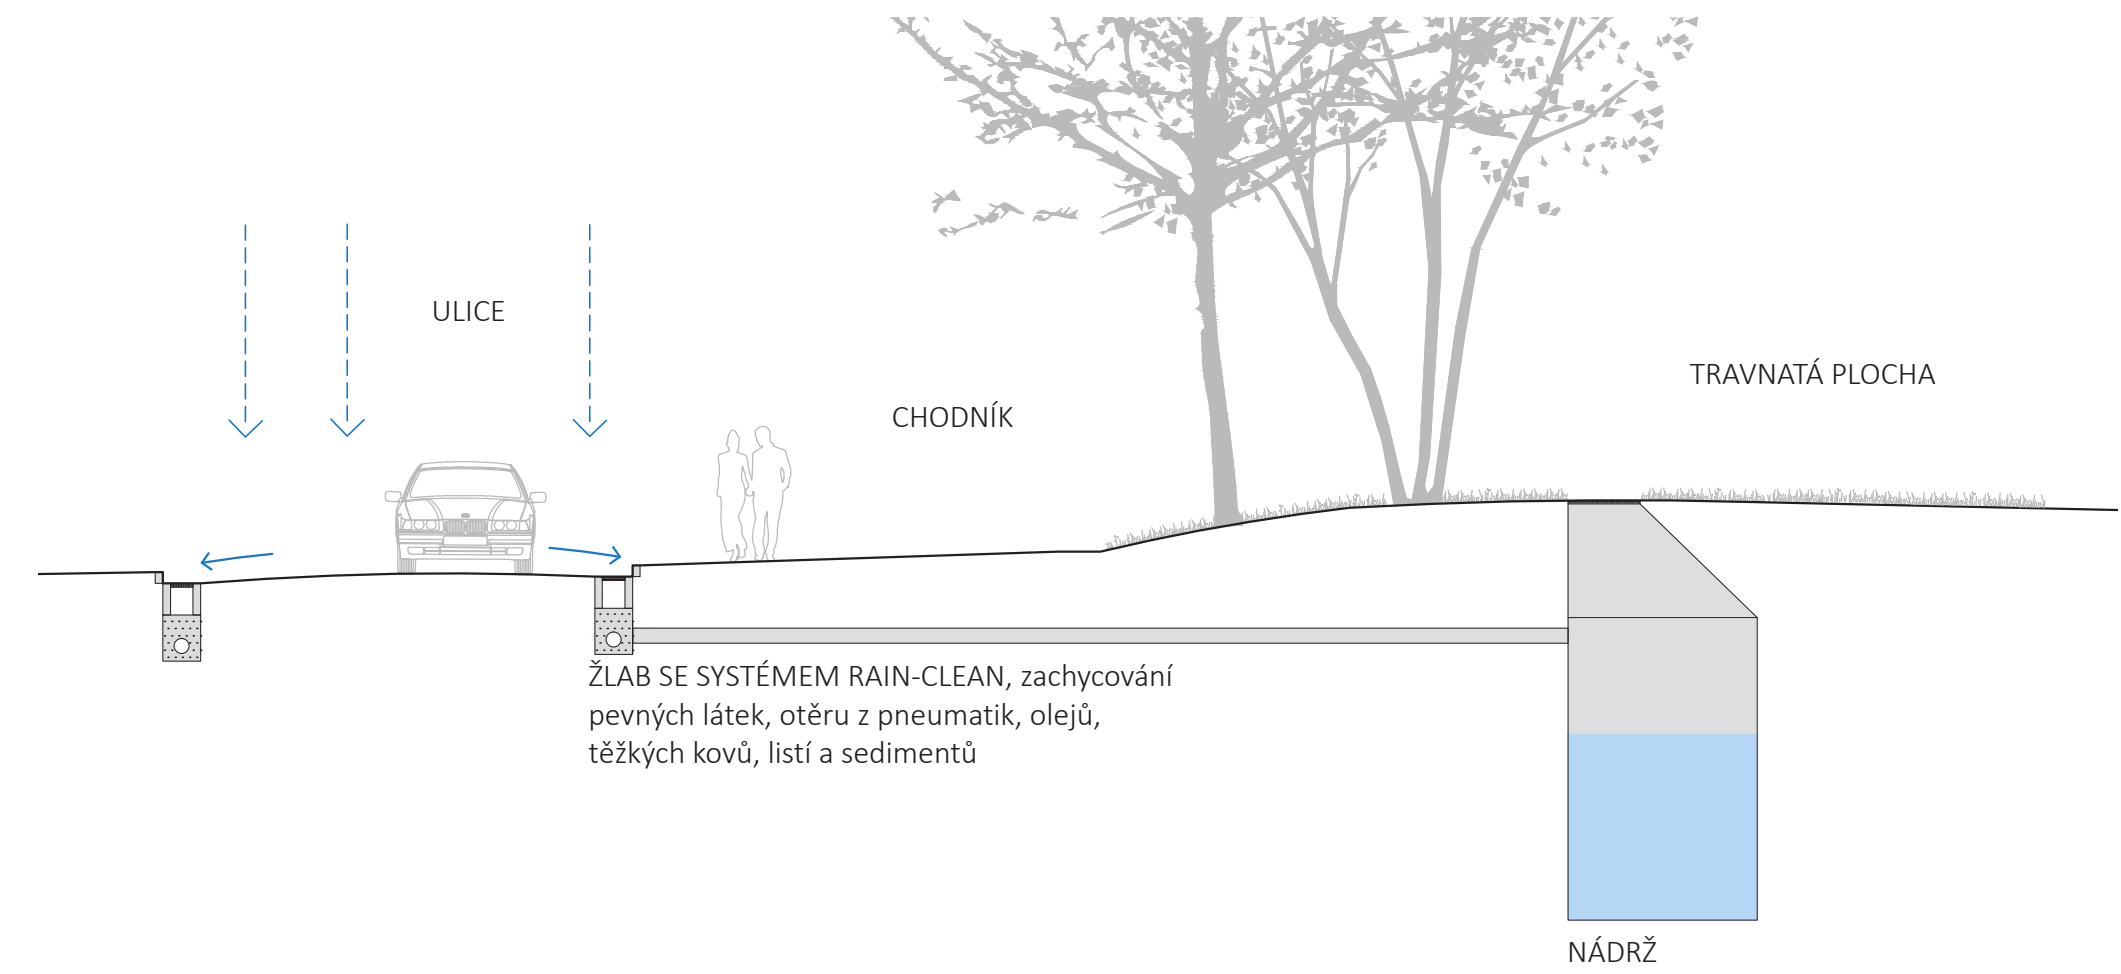 ULICE
TRAVNATÁ PLOCHA
CHODNÍK
ŽLAB SE SYSTÉMEM RAIN-CLEAN, zachycování
pevných látek, otěru z pneumatik, olejů,
těžkých kovů, listí a sedimentů
NÁDRŽ